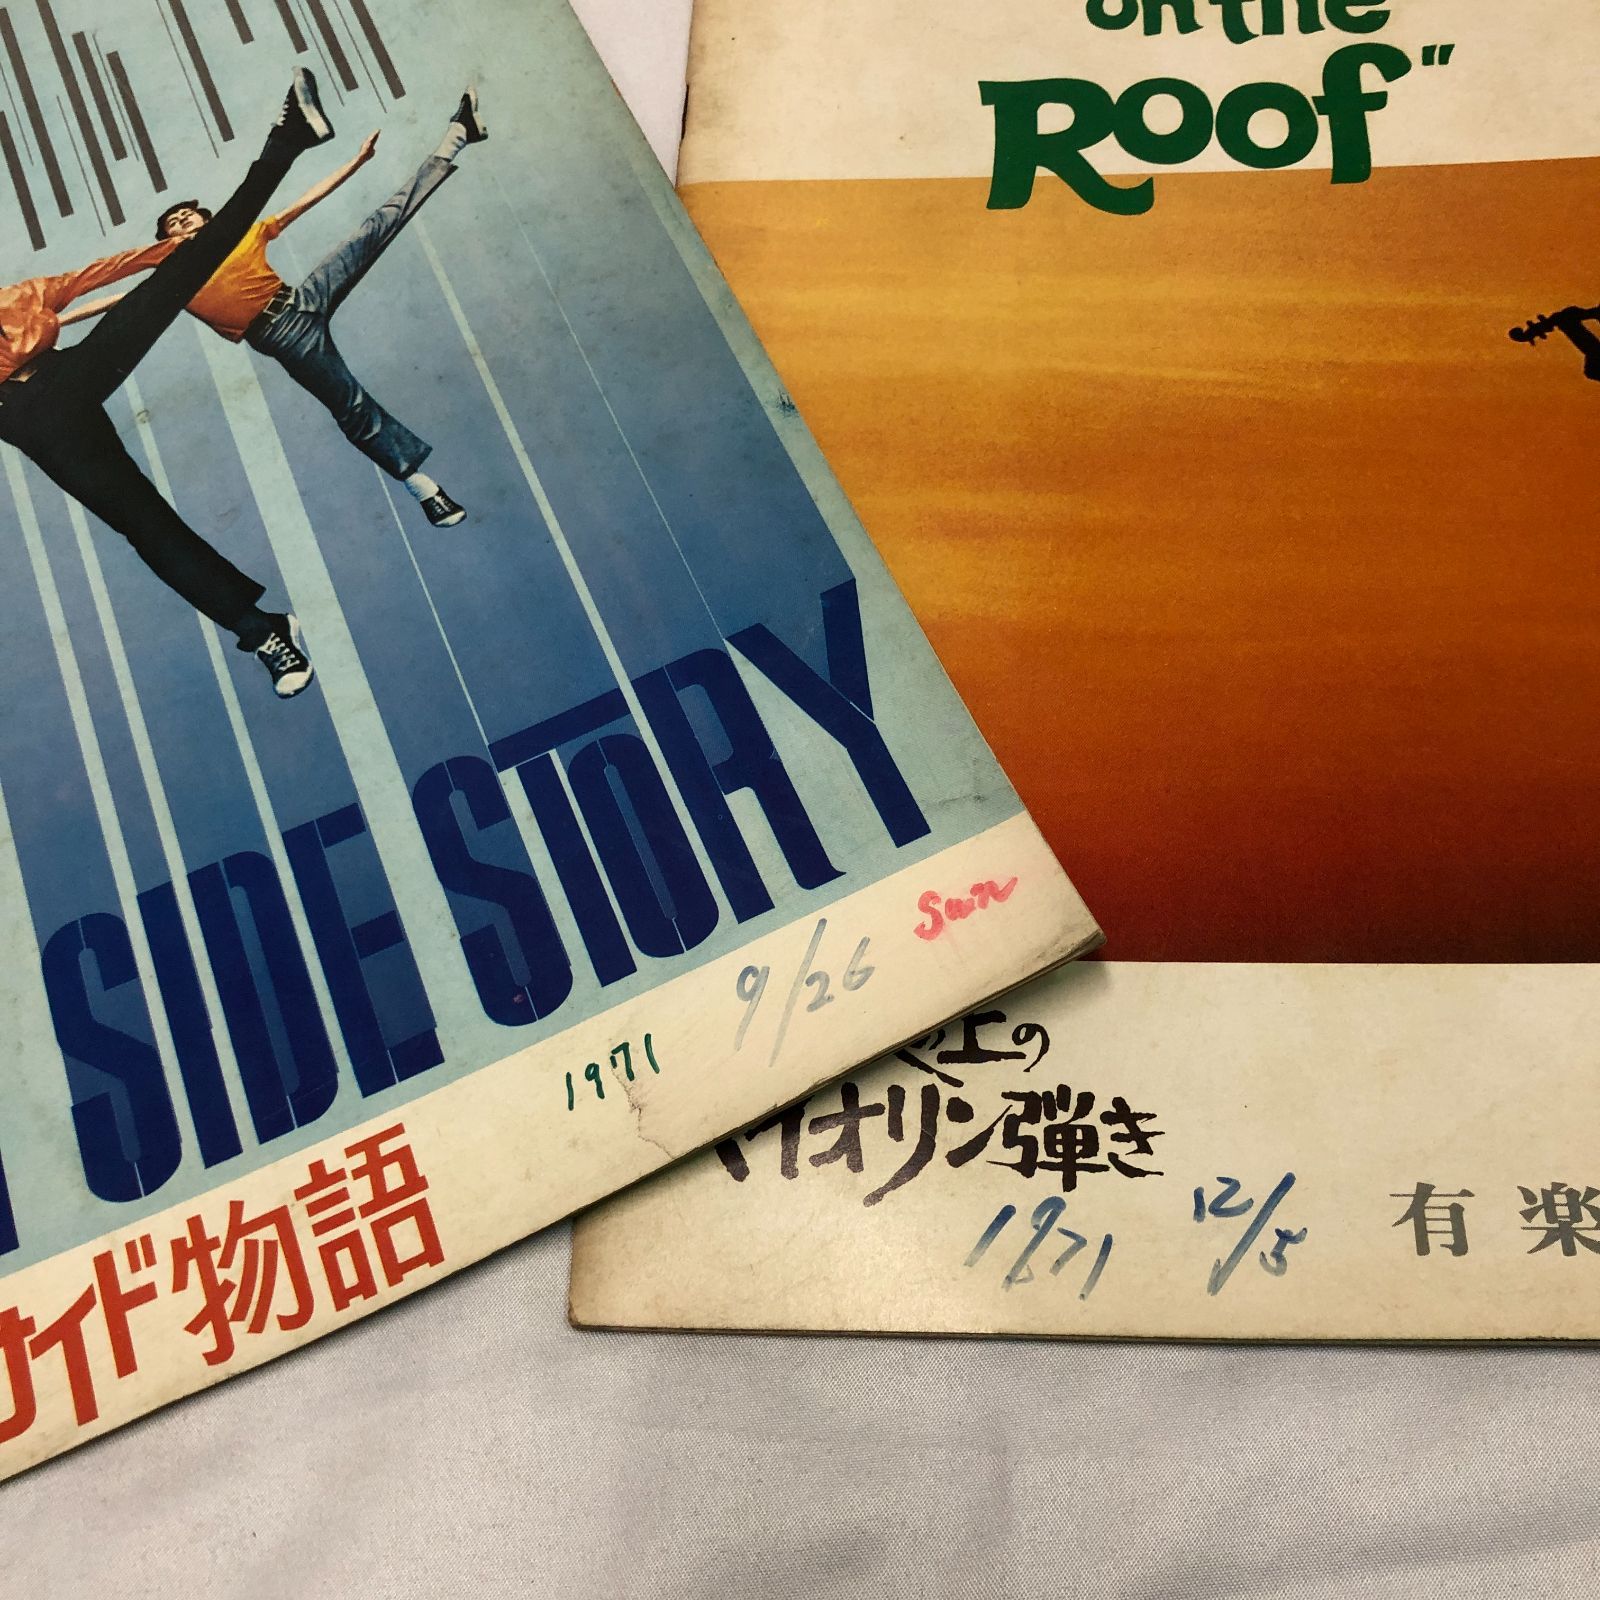 SIDE STORY
サイド物語
1971 9/26 Sun
on the
Roof"
上の
バイオリン弾き
1971 12/5
有楽